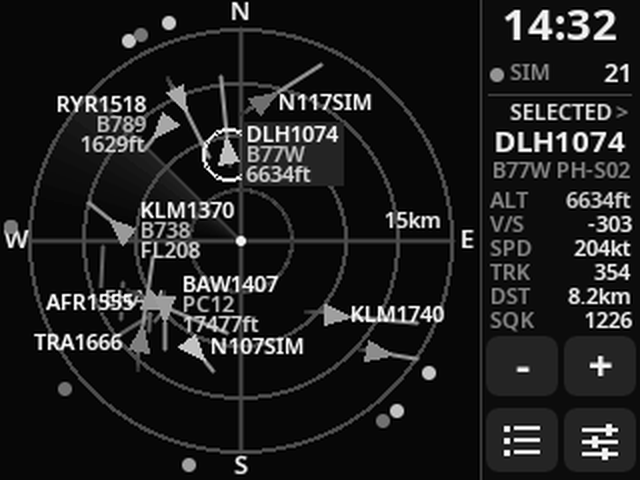 N
14:32
SIM 21
SELECTED >
DLH1074
B77W PH-S02
ALT 6634ft
V/S -303
SPD 204kt
TRK 354
DST 8.2km
SQK 1226
- +
RYR1518
B789
1629ft
N117SIM
DLH1074
B77W
6634ft
KLM1370
B738
FL208
15km
W
E
BAW1407
PC12
17477ft
AFR1555
KLM1740
TRA1666
N107SIM
S